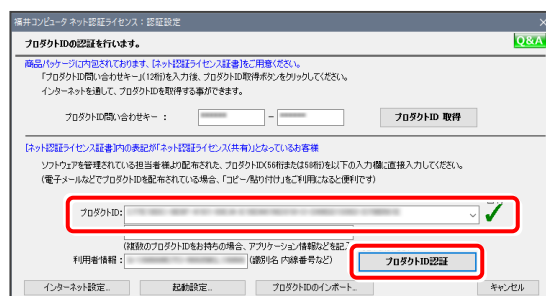 福井コンピュータ ネット認証ライセンス：認証設定
プロダクトIDの認証を行います。
Q&A
商品パッケージに内包されております、「ネット認証ライセンス証書」をご用意ください。
「プロダクトID問い合わせキー」(12桁)を入力後、プロダクトID取得ボタンをクリックしてください。
インターネットを通して、プロダクトIDを取得する事ができます。
プロダクトID問い合わせキー：
-
プロダクトID 取得
「ネット認証ライセンス証書」内の表記が「ネット認証ライセンス(共有)」となっているお客様
ソフトウェアを管理されている担当者様より配布された、プロダクトID(56桁または58桁)を以下の入力欄に直接入力してください。
(電子メールなどでプロダクトIDを配布されている場合、「コピー/貼り付け」をご利用になると便利です)
プロダクトID：
(複数のプロダクトIDをお持ちの場合、アプリケーション情報などを記入
利用者情報：
(識別名 内線番号など)
プロダクトID認証
インターネット設定...
起動設定...
プロダクトIDのインポート...
キャンセル